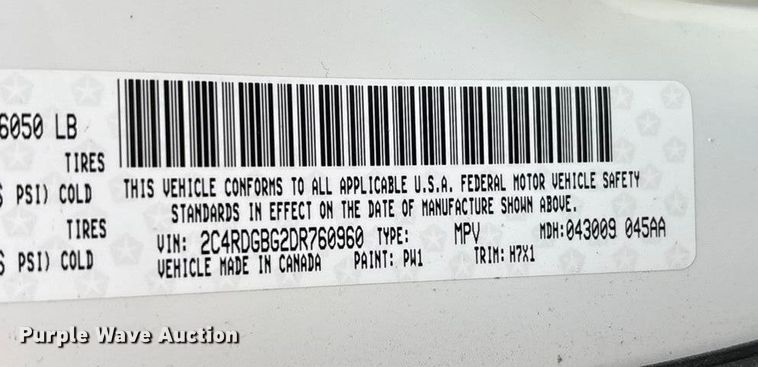 6050 LB
TIRES
PSI) COLD
TIRES
PSI) COLD
THIS VEHICLE CONFORMS TO ALL APPLICABLE U.S.A. FEDERAL MOTOR VEHICLE SAFETY
STANDARDS IN EFFECT ON THE DATE OF MANUFACTURE SHOWN ABOVE.
VIN: 2C4RDGBG2DR760960 TYPE: MPV MDH:043009 045AA
VEHICLE MADE IN CANADA PAINT: PW1 TRIM: H7X1
Purple Wave Auction